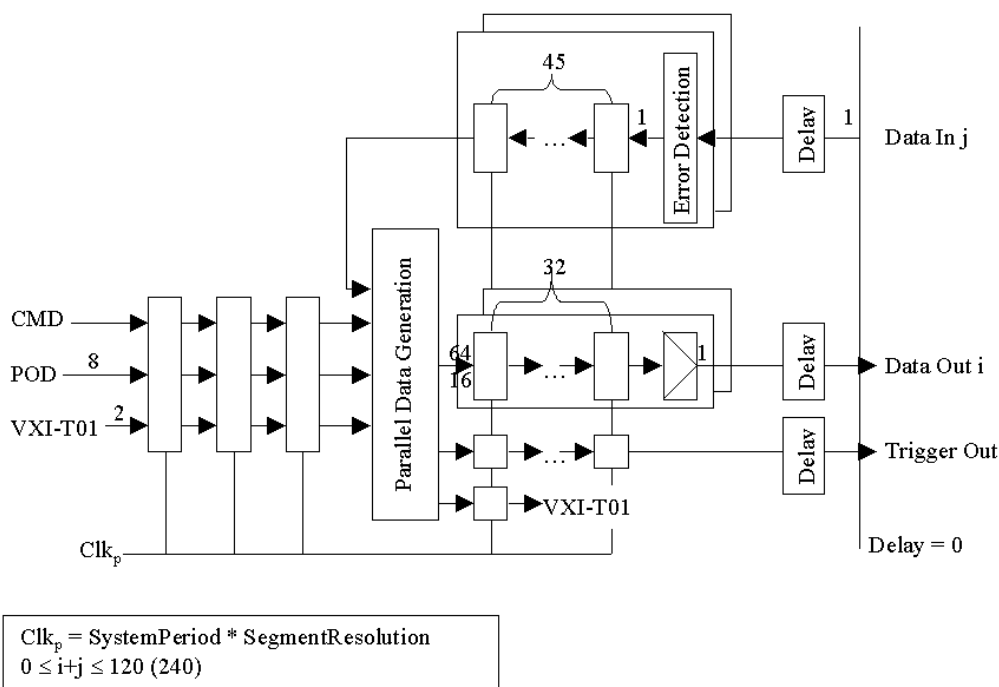 45
1
Error Detection
Delay
1
Data In j
...
...
32
CMD
POD
8
VXI-T01
2
Parallel Data Generation
64
16
...
1
Delay
Data Out i
...
Delay
Trigger Out
VXI-T01
Clkp
Delay = 0
Clkp = SystemPeriod * SegmentResolution
0 ≤ i+j ≤ 120 (240)